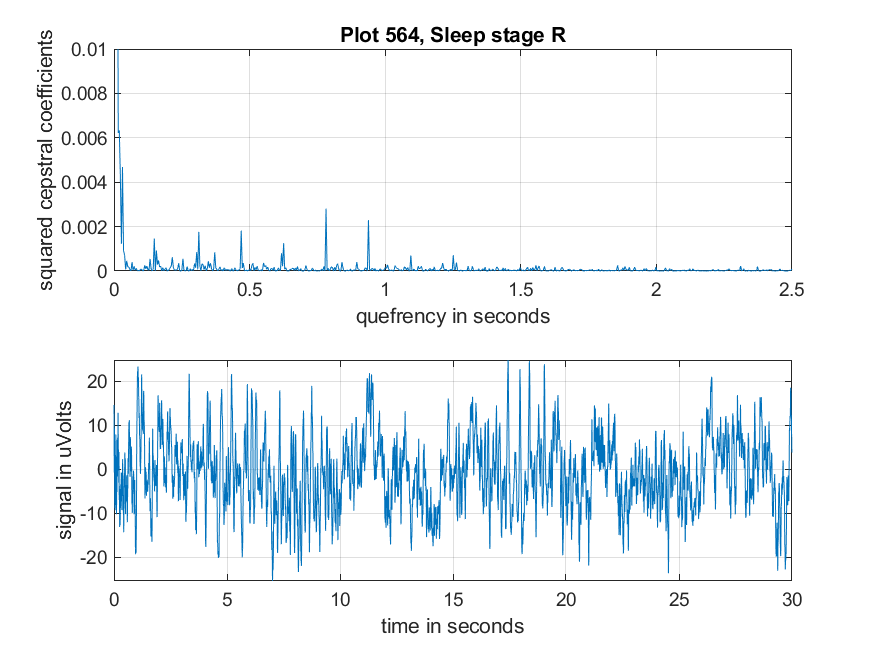 Plot 564, Sleep stage R
squared cepstral coefficients
0.01
0.008
0.006
0.004
0.002
0
0 0.5 1 1.5 2 2.5
quefrency in seconds
signal in uVolts
20
10
0
-10
-20
0 5 10 15 20 25 30
time in seconds